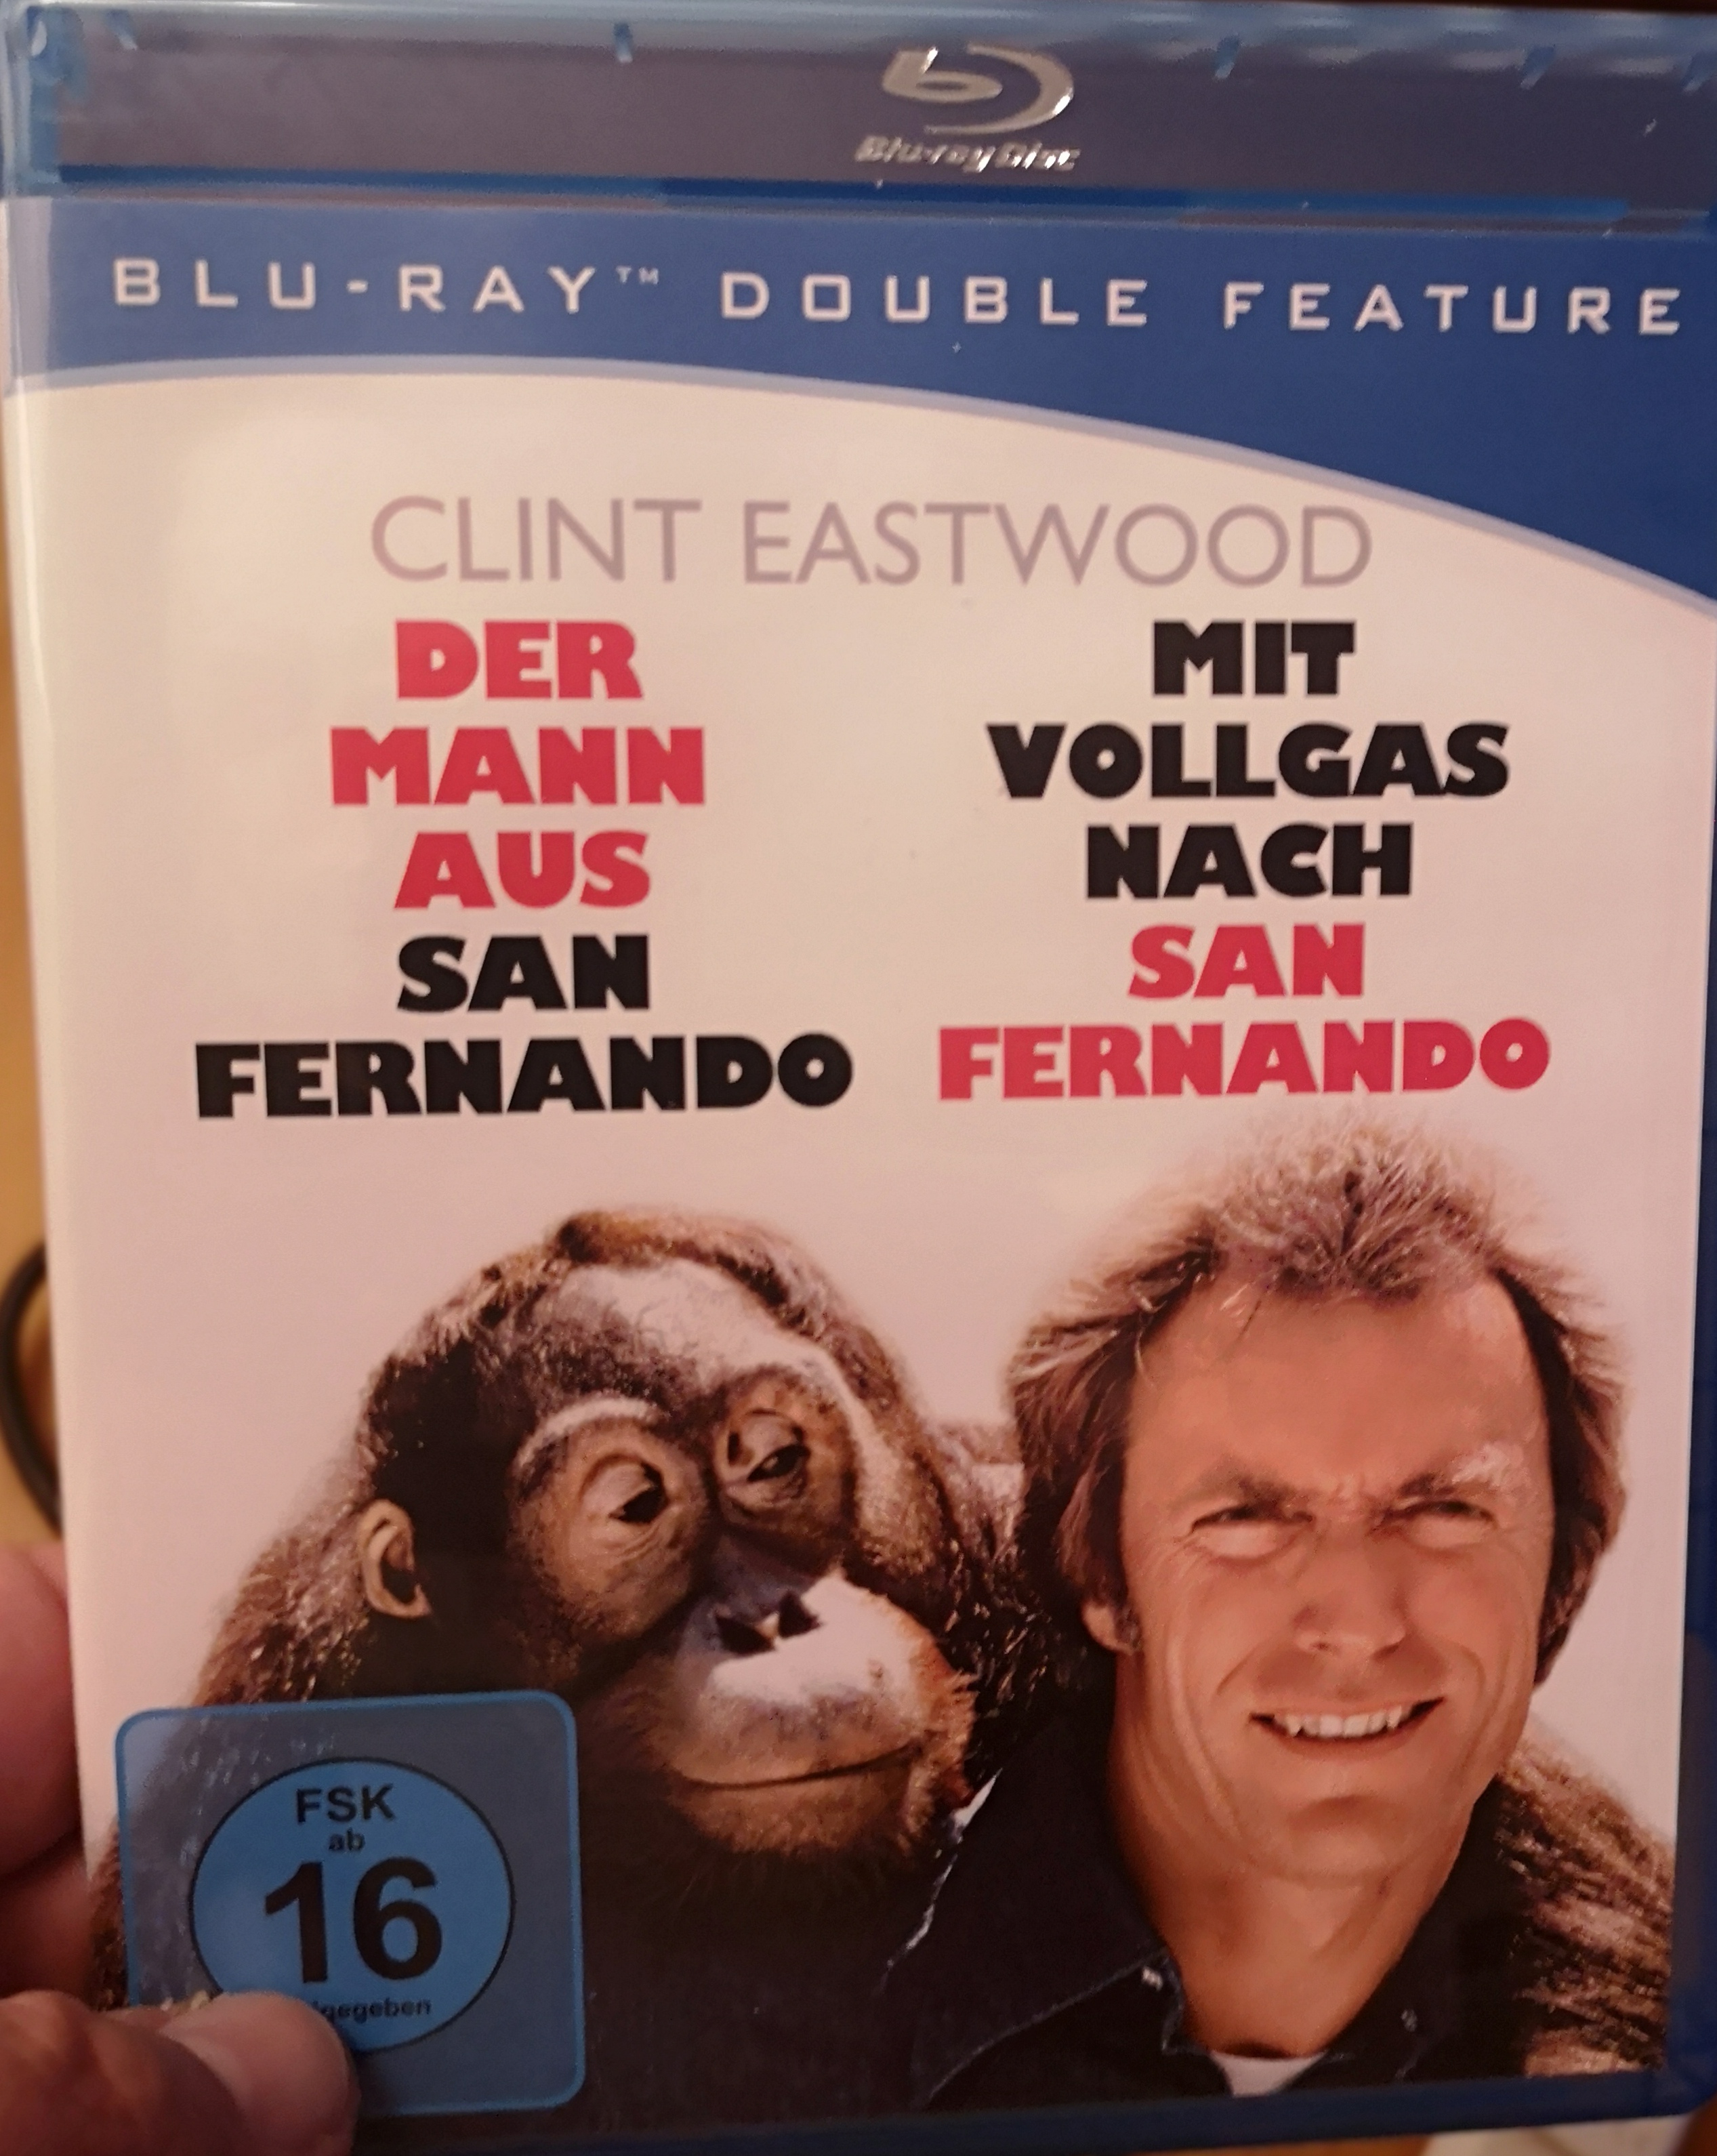 Blu-ray Disc
BLU-RAY™ DOUBLE FEATURE
CLINT EASTWOOD
DER
MANN
AUS
SAN
FERNANDO
MIT
VOLLGAS
NACH
SAN
FERNANDO
FSK
ab
16